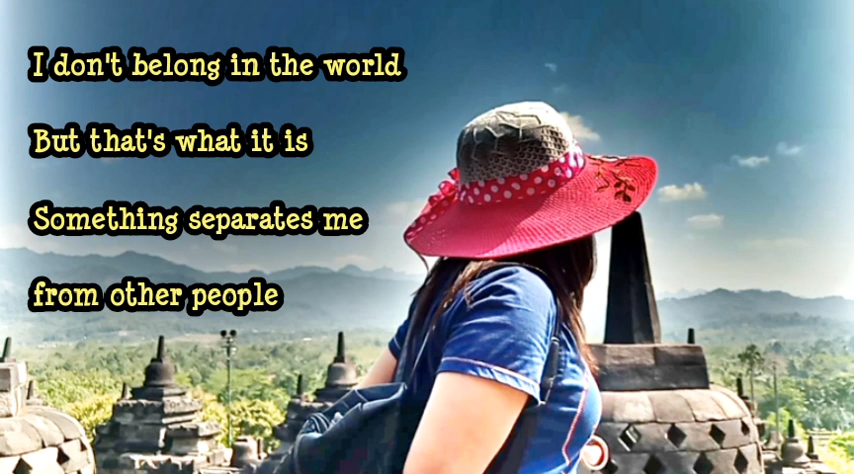 I don't belong in the world
But that's what it is
Something separates me
from other people